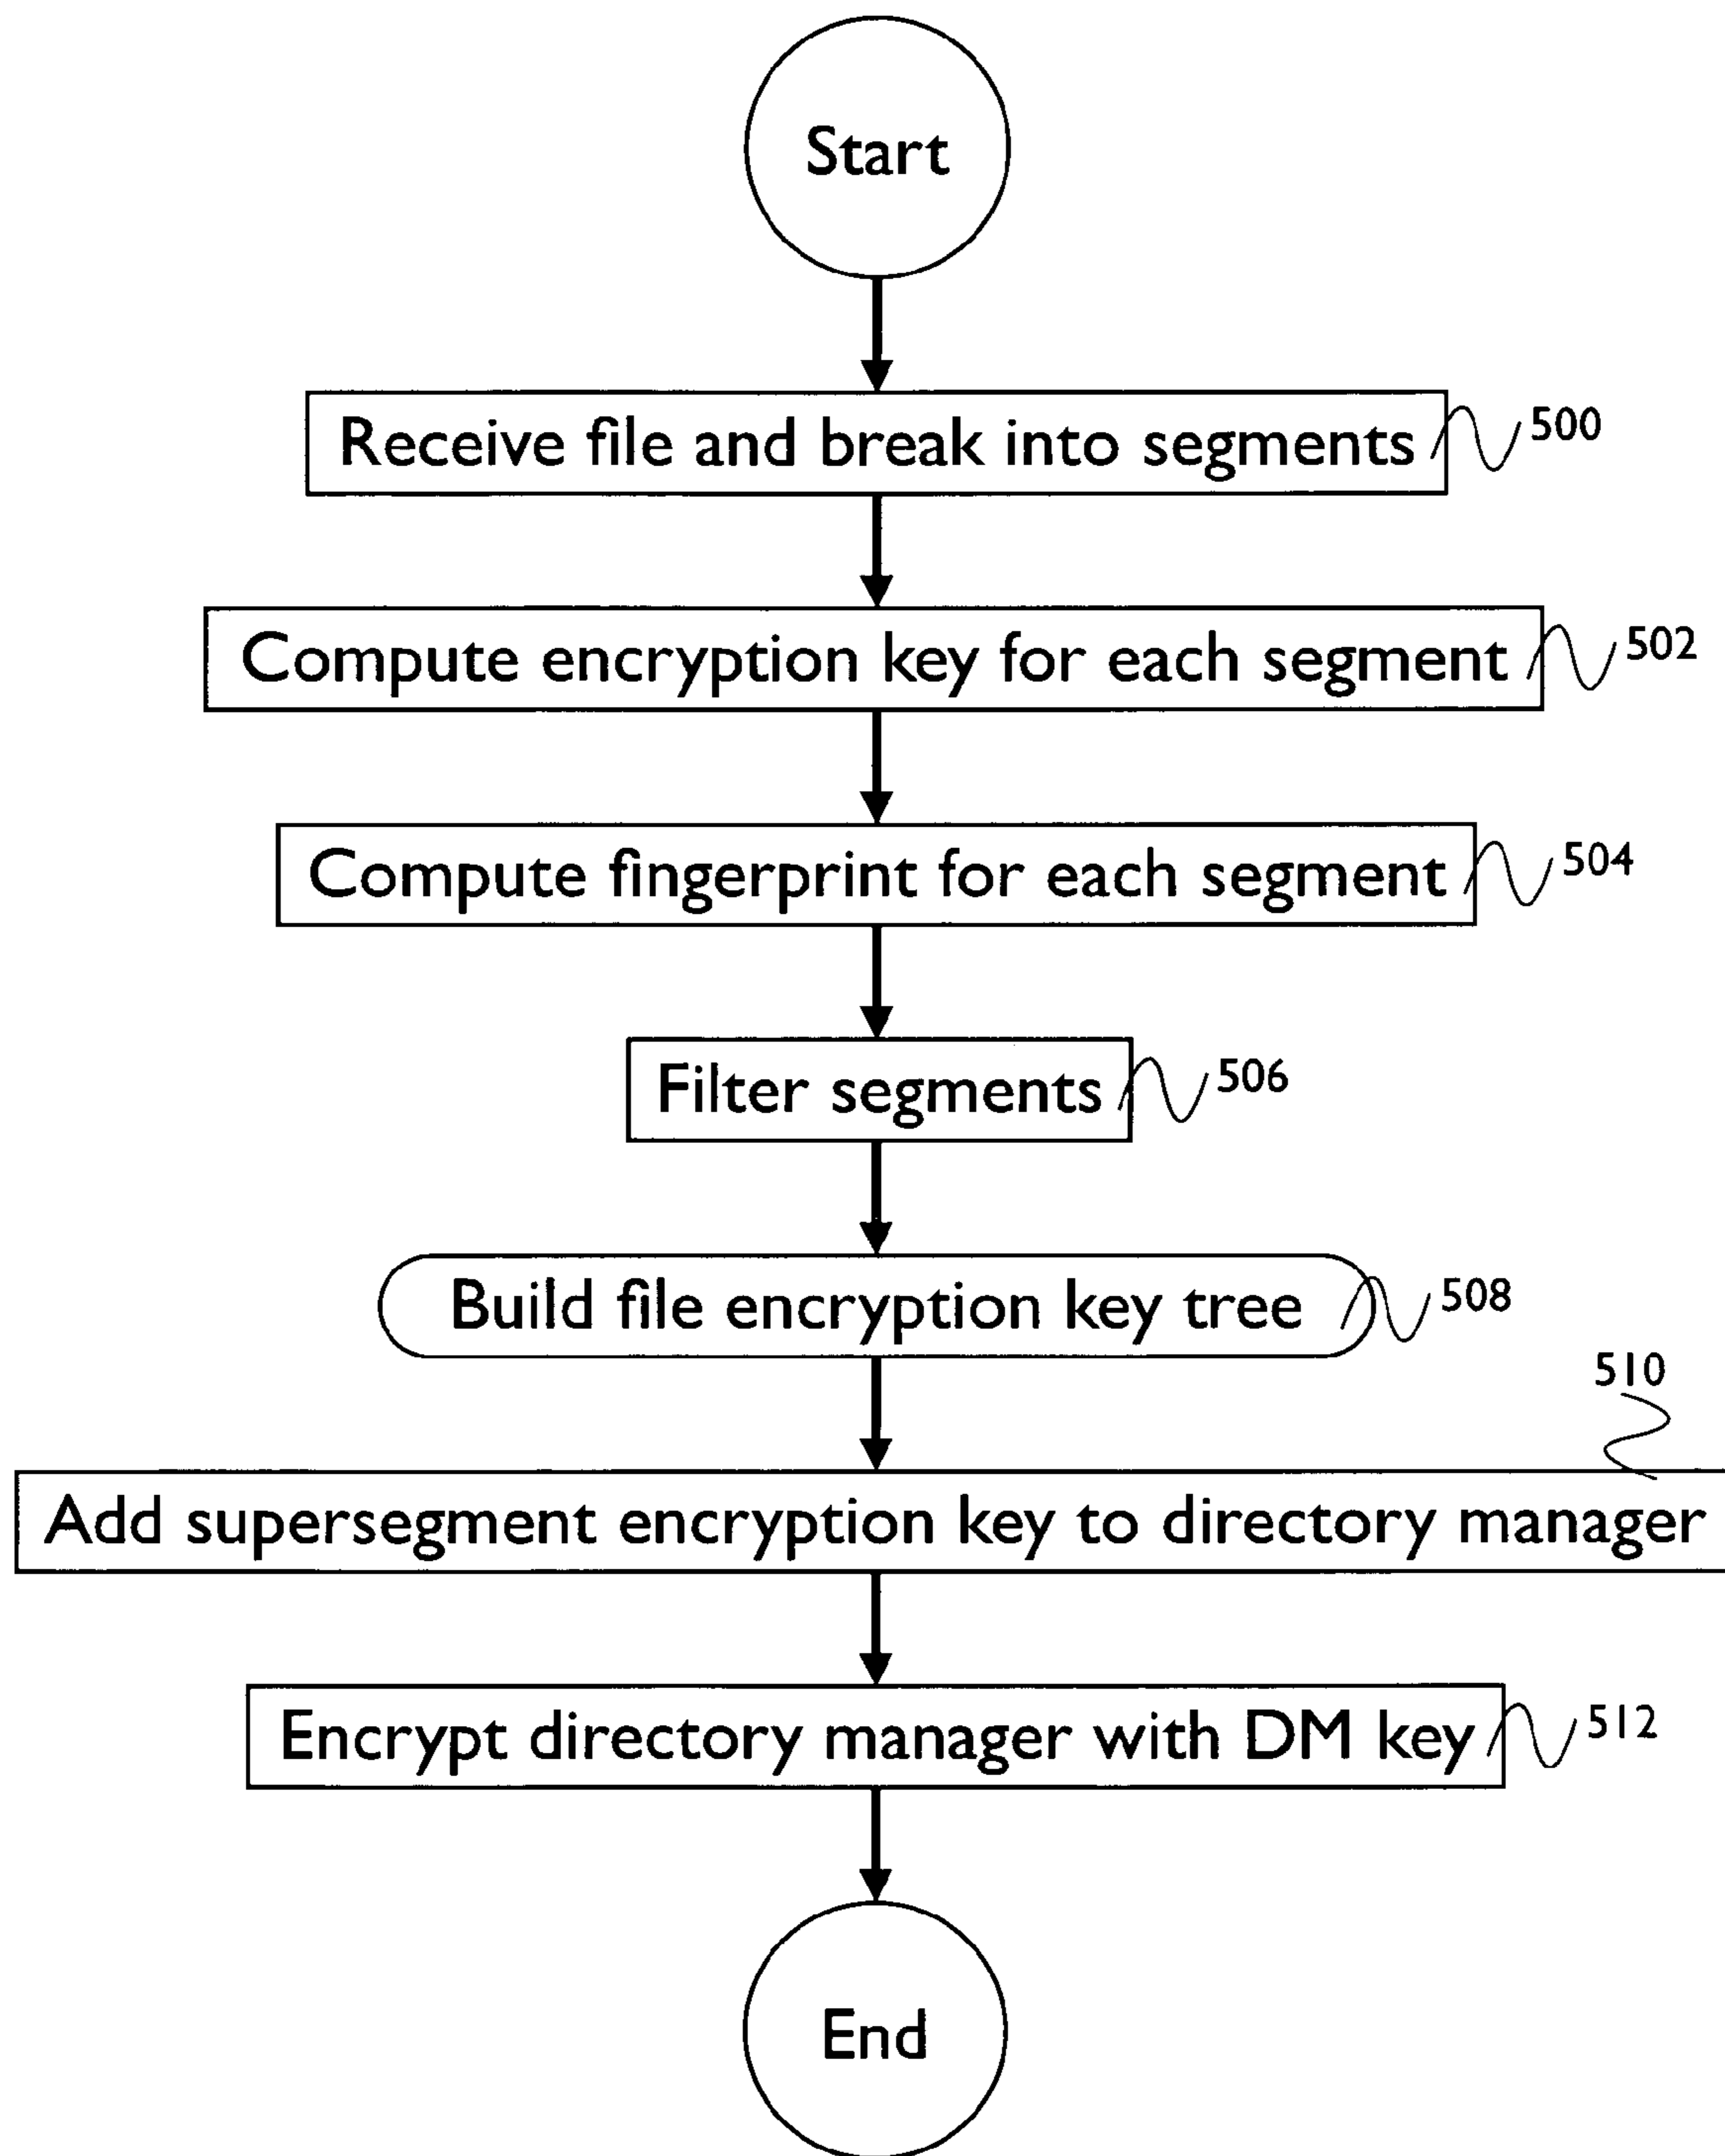 Start
Receive file and break into segments
500
Compute encryption key for each segment
502
Compute fingerprint for each segment
504
Filter segments
506
Build file encryption key tree
508
510
Add supersegment encryption key to directory manager
Encrypt directory manager with DM key
512
End